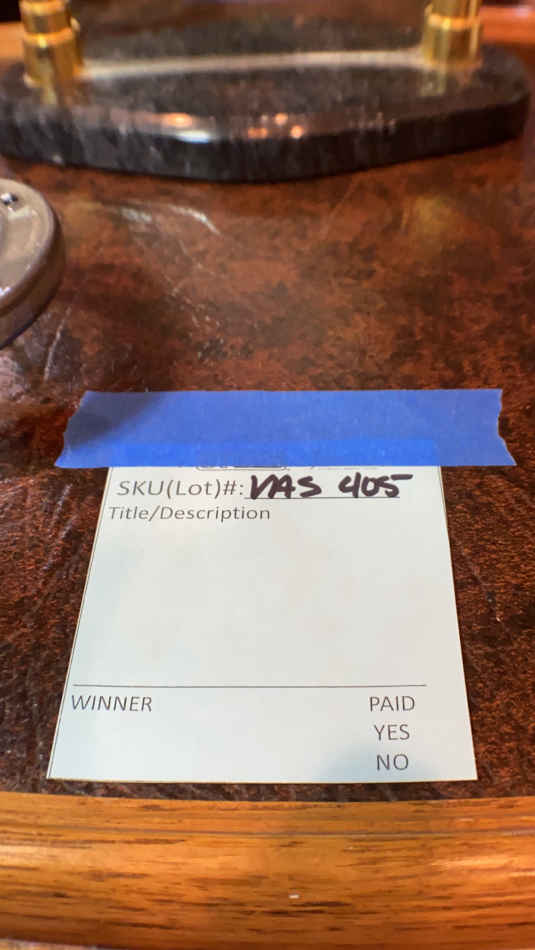 SKU(Lot)#: VAS 405
Title/Description
WINNER
PAID
YES
NO